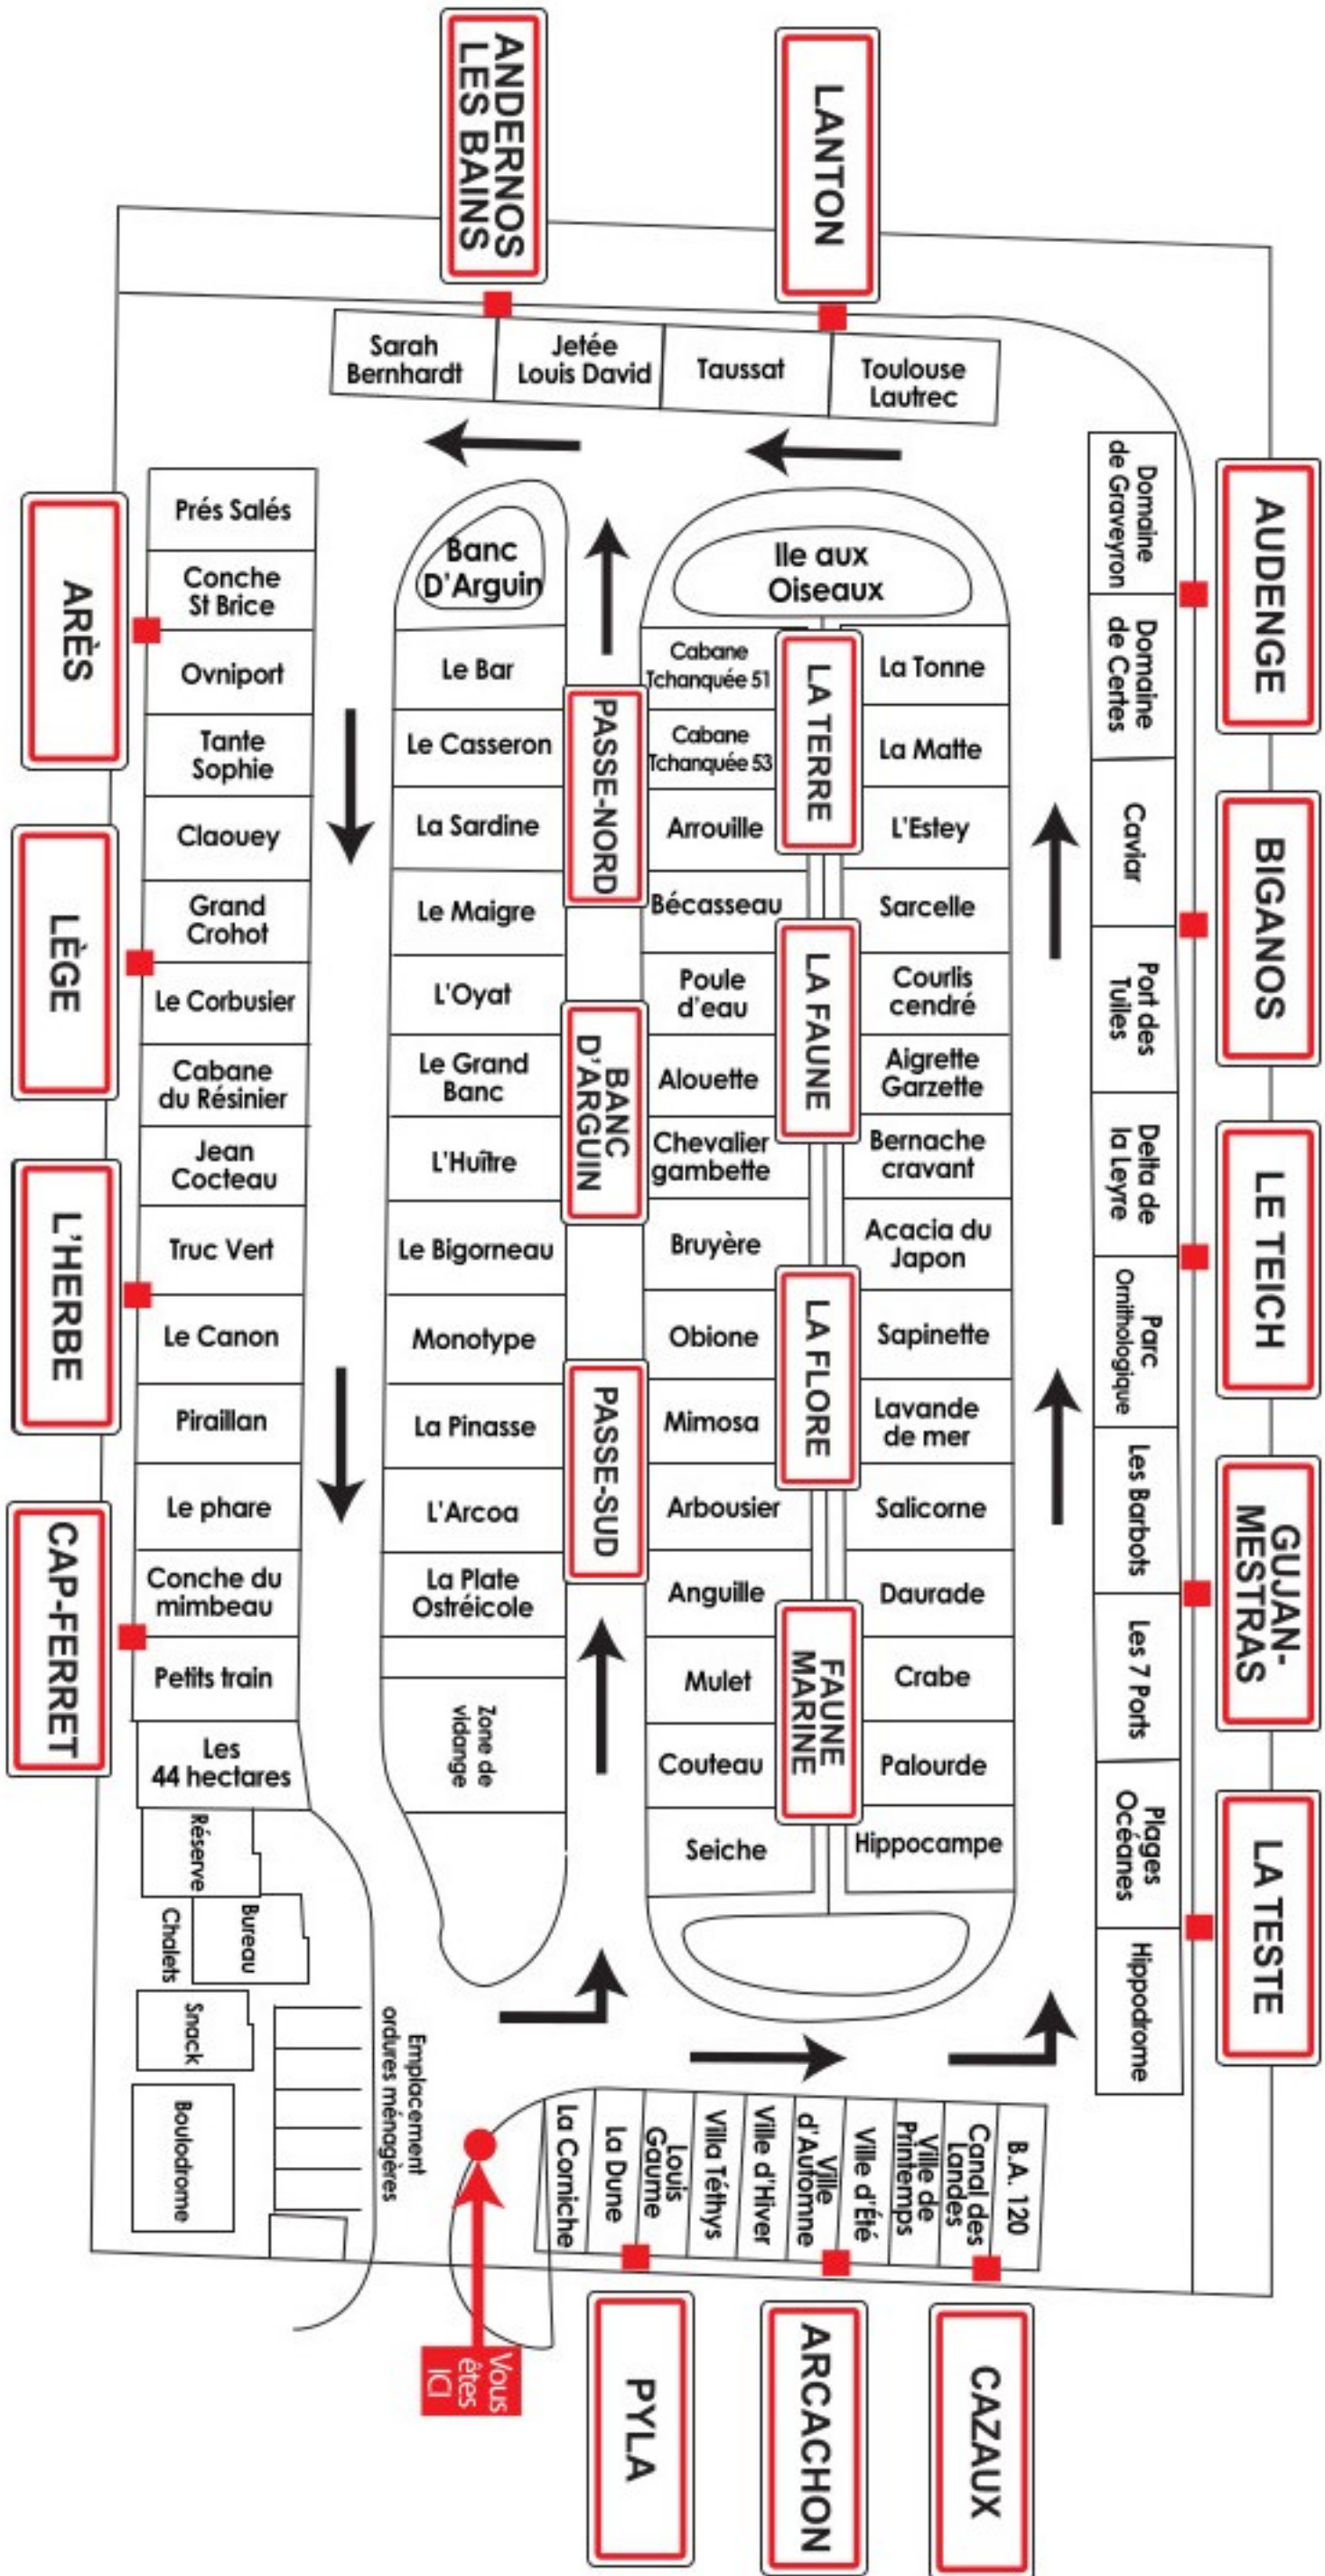 ANDERNOS
LES BAINS
LANTON
Sarah
Bernhardt
Jetée
Louis David
Taussat
Toulouse
Lautrec
AUDENGE
BIGANOS
LE TEICH
GUJAN-
MESTRAS
LA TESTE
Domaine
de Graveyron
Domaine
de Certes
Caviar
Port des
Tuiles
Delta de
la Leyre
Parc
Ornithologique
Les Barbots
Les 7 Ports
Plages
Océanes
Hippodrome
ARÈS
LÈGE
L'HERBE
CAP-FERRET
Prés Salés
Conche
St Brice
Ovniport
Tante
Sophie
Claouey
Grand
Crohot
Le Corbusier
Cabane
du Résinier
Jean
Cocteau
Truc Vert
Le Canon
Piraillan
Le phare
Conche du
mimbeau
Petits train
Les
44 hectares
Réserve
Bureau
Chalets
Snack
Boulodrome
Emplacement
ordures ménagères
Banc
D'Arguin
Le Bar
Le Casseron
La Sardine
Le Maigre
L'Oyat
Le Grand
Banc
L'Huître
Le Bigorneau
Monotype
La Pinasse
L'Arcoa
La Plate
Ostréicole
Zone de
vidange
PASSE-NORD
BANC
D'ARGUIN
PASSE-SUD
Ile aux
Oiseaux
Cabane
Tchanquée 51
Cabane
Tchanquée 53
Arrouille
Bécasseau
Poule
d'eau
Alouette
Chevalier
gambette
Bruyère
Obione
Mimosa
Arbousier
Anguille
Mulet
Couteau
Seiche
LA TERRE
LA FAUNE
LA FLORE
FAUNE
MARINE
La Tonne
La Matte
L'Estey
Sarcelle
Courlis
cendré
Aigrette
Garzette
Bernache
cravant
Acacia du
Japon
Sapinette
Lavande
de mer
Salicorne
Daurade
Crabe
Palourde
Hippocampe
La Corniche
La Dune
Louis
Gaume
Villa Téthys
Ville d'Hiver
Ville
d'Automne
Ville d'Été
Ville de
Printemps
Canal des
Landes
B.A. 120
Vous
êtes
ICI
PYLA
ARCACHON
CAZAUX